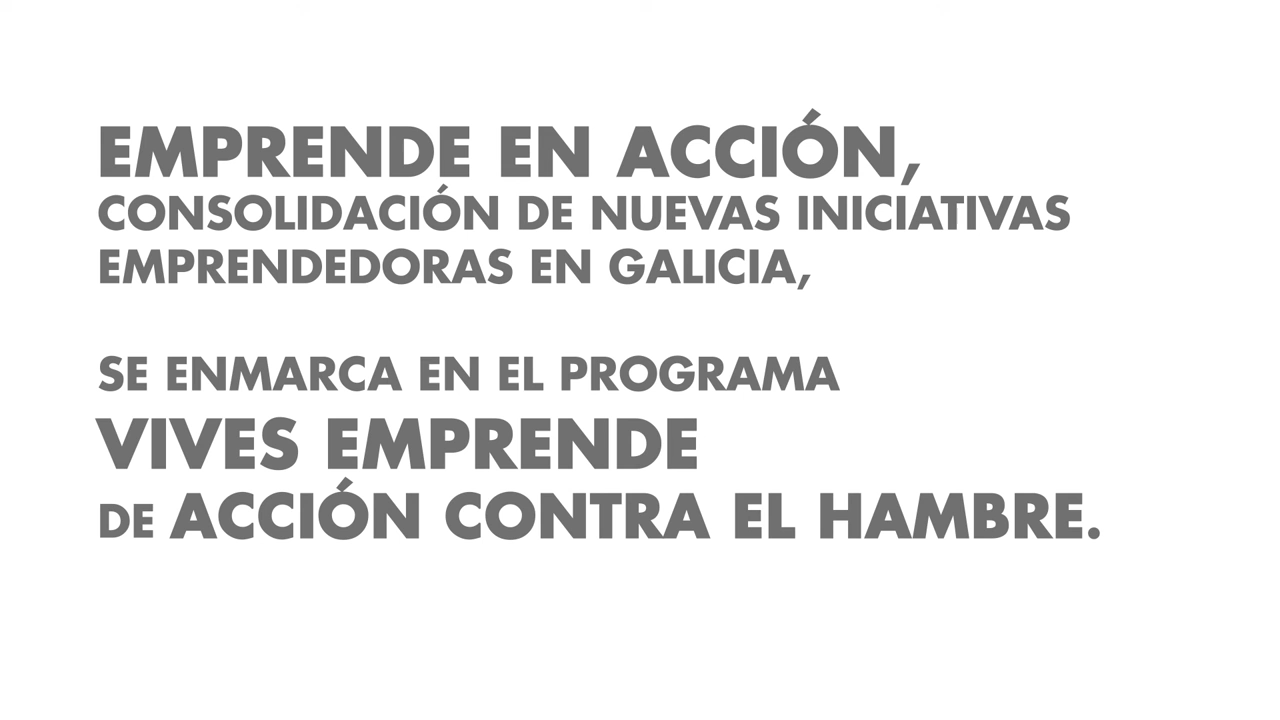 EMPRENDE EN ACCIÓN,
CONSOLIDACIÓN DE NUEVAS INICIATIVAS
EMPRENDEDORAS EN GALICIA,
SE ENMARCA EN EL PROGRAMA
VIVES EMPRENDE
DE ACCIÓN CONTRA EL HAMBRE.